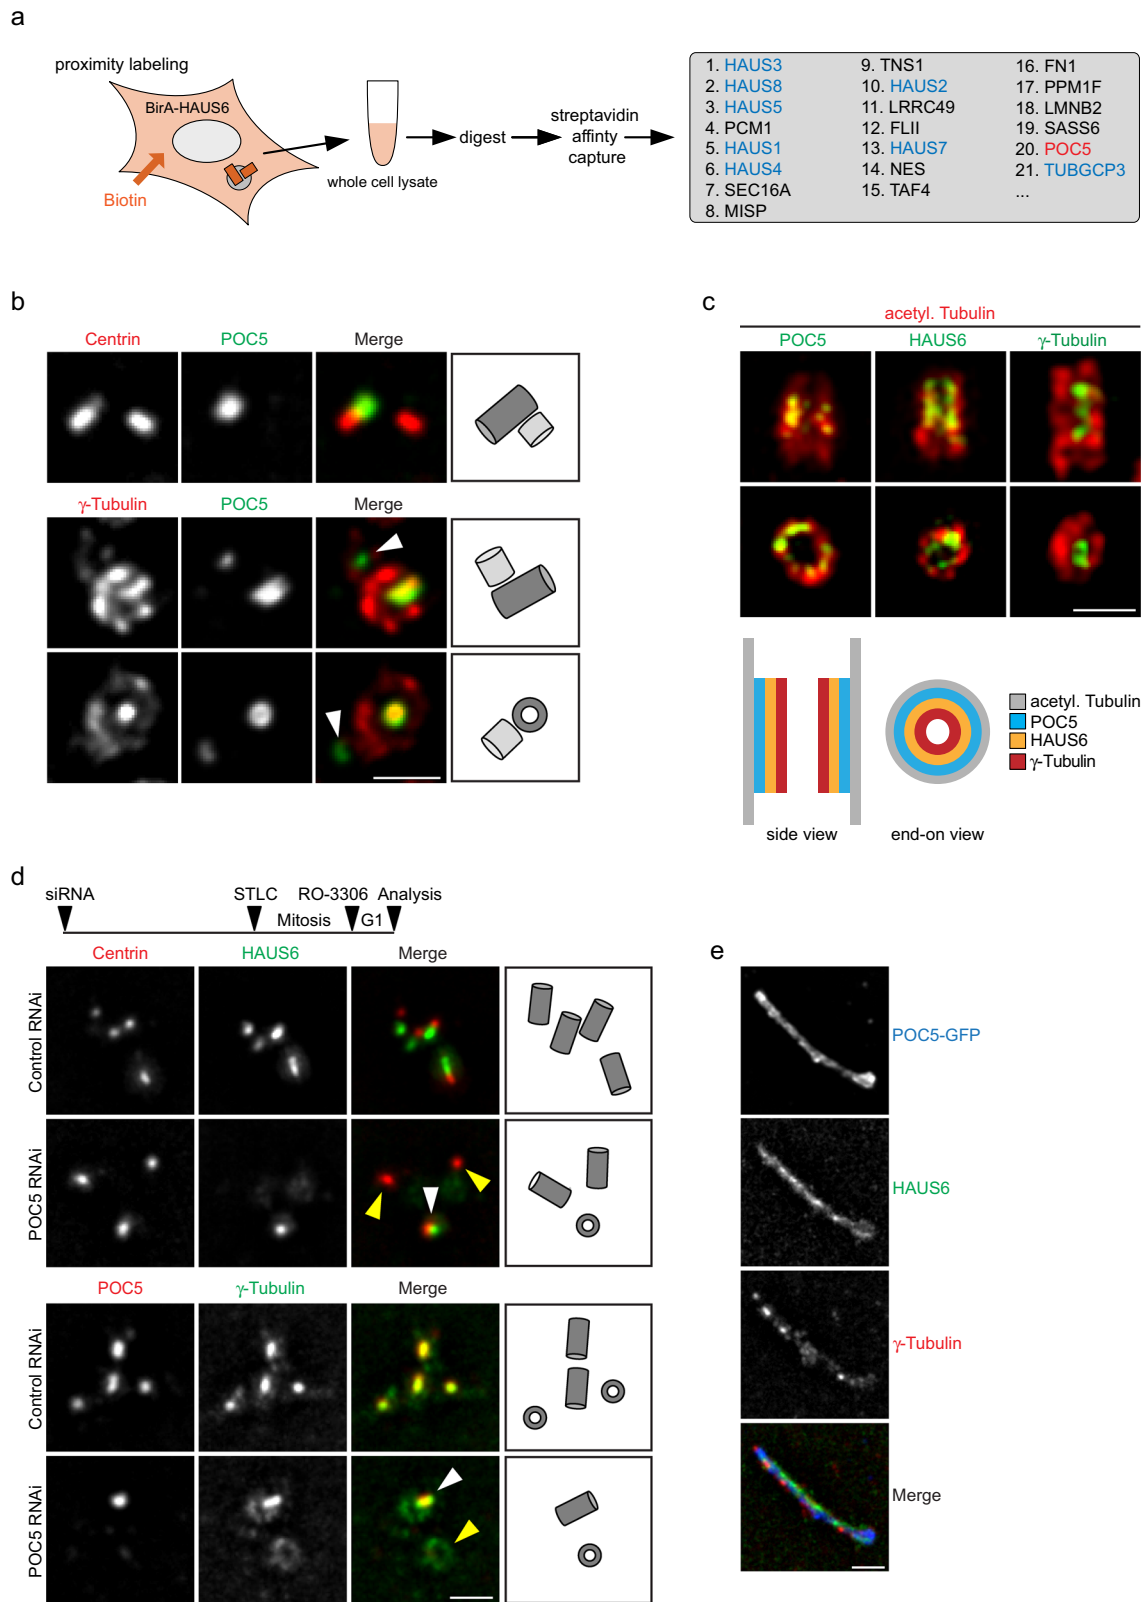 a
proximity labeling
BirA-HAUS6
Biotin
whole cell lysate
digest
streptavidin
affinty
capture
1. HAUS3
2. HAUS8
3. HAUS5
4. PCM1
5. HAUS1
6. HAUS4
7. SEC16A
8. MISP
9. TNS1
10. HAUS2
11. LRRC49
12. FLII
13. HAUS7
14. NES
15. TAF4
16. FN1
17. PPM1F
18. LMNB2
19. SASS6
20. POC5
21. TUBGCP3
...
b
Centrin POC5 Merge
γ-Tubulin POC5 Merge
c
acetyl. Tubulin
POC5 HAUS6 γ-Tubulin
acetyl. Tubulin
POC5
HAUS6
γ-Tubulin
side view end-on view
d
siRNA STLC RO-3306 Analysis
Mitosis G1
Centrin HAUS6 Merge
Control RNAi
POC5 RNAi
POC5 γ-Tubulin Merge
Control RNAi
POC5 RNAi
e
POC5-GFP
HAUS6
γ-Tubulin
Merge